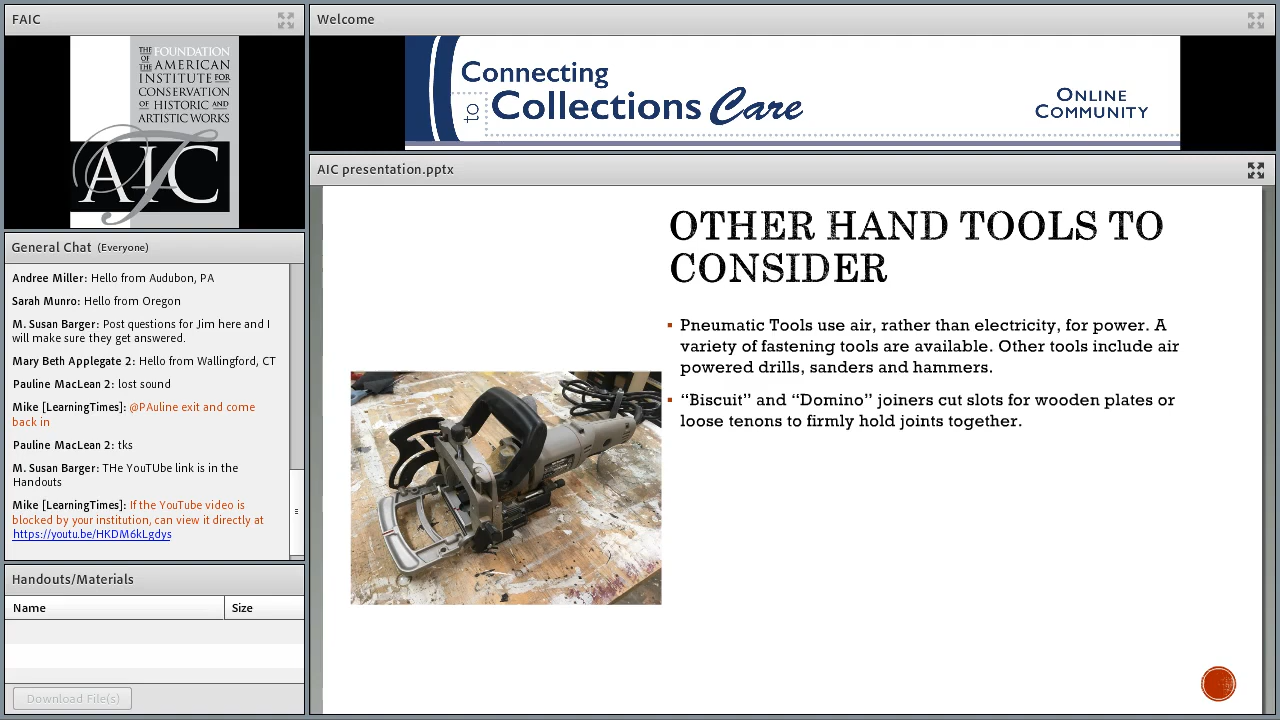 FAIC
THE FOUNDATION
OF THE AMERICAN
INSTITUTE FOR
CONSERVATION
OF HISTORIC AND
ARTISTIC WORKS
AIC
Welcome
Connecting
to Collections Care
ONLINE
COMMUNITY
General Chat (Everyone)
Andree Miller: Hello from Audubon, PA
Sarah Munro: Hello from Oregon
M. Susan Barger: Post questions for Jim here and I
will make sure they get answered.
Mary Beth Applegate 2: Hello from Wallingford, CT
Pauline MacLean 2: lost sound
Mike [LearningTimes]: @PAuline exit and come
back in
Pauline MacLean 2: tks
M. Susan Barger: THe YouTUbe link is in the
Handouts
Mike [LearningTimes]: If the YouTube video is
blocked by your institution, can view it directly at
https://youtu.be/HKDM6kLgdys
Handouts/Materials
Name Size
Download File(s)
AIC presentation.pptx
OTHER HAND TOOLS TO
CONSIDER
▪ Pneumatic Tools use air, rather than electricity, for power. A
variety of fastening tools are available. Other tools include air
powered drills, sanders and hammers.
▪ “Biscuit” and “Domino” joiners cut slots for wooden plates or
loose tenons to firmly hold joints together.